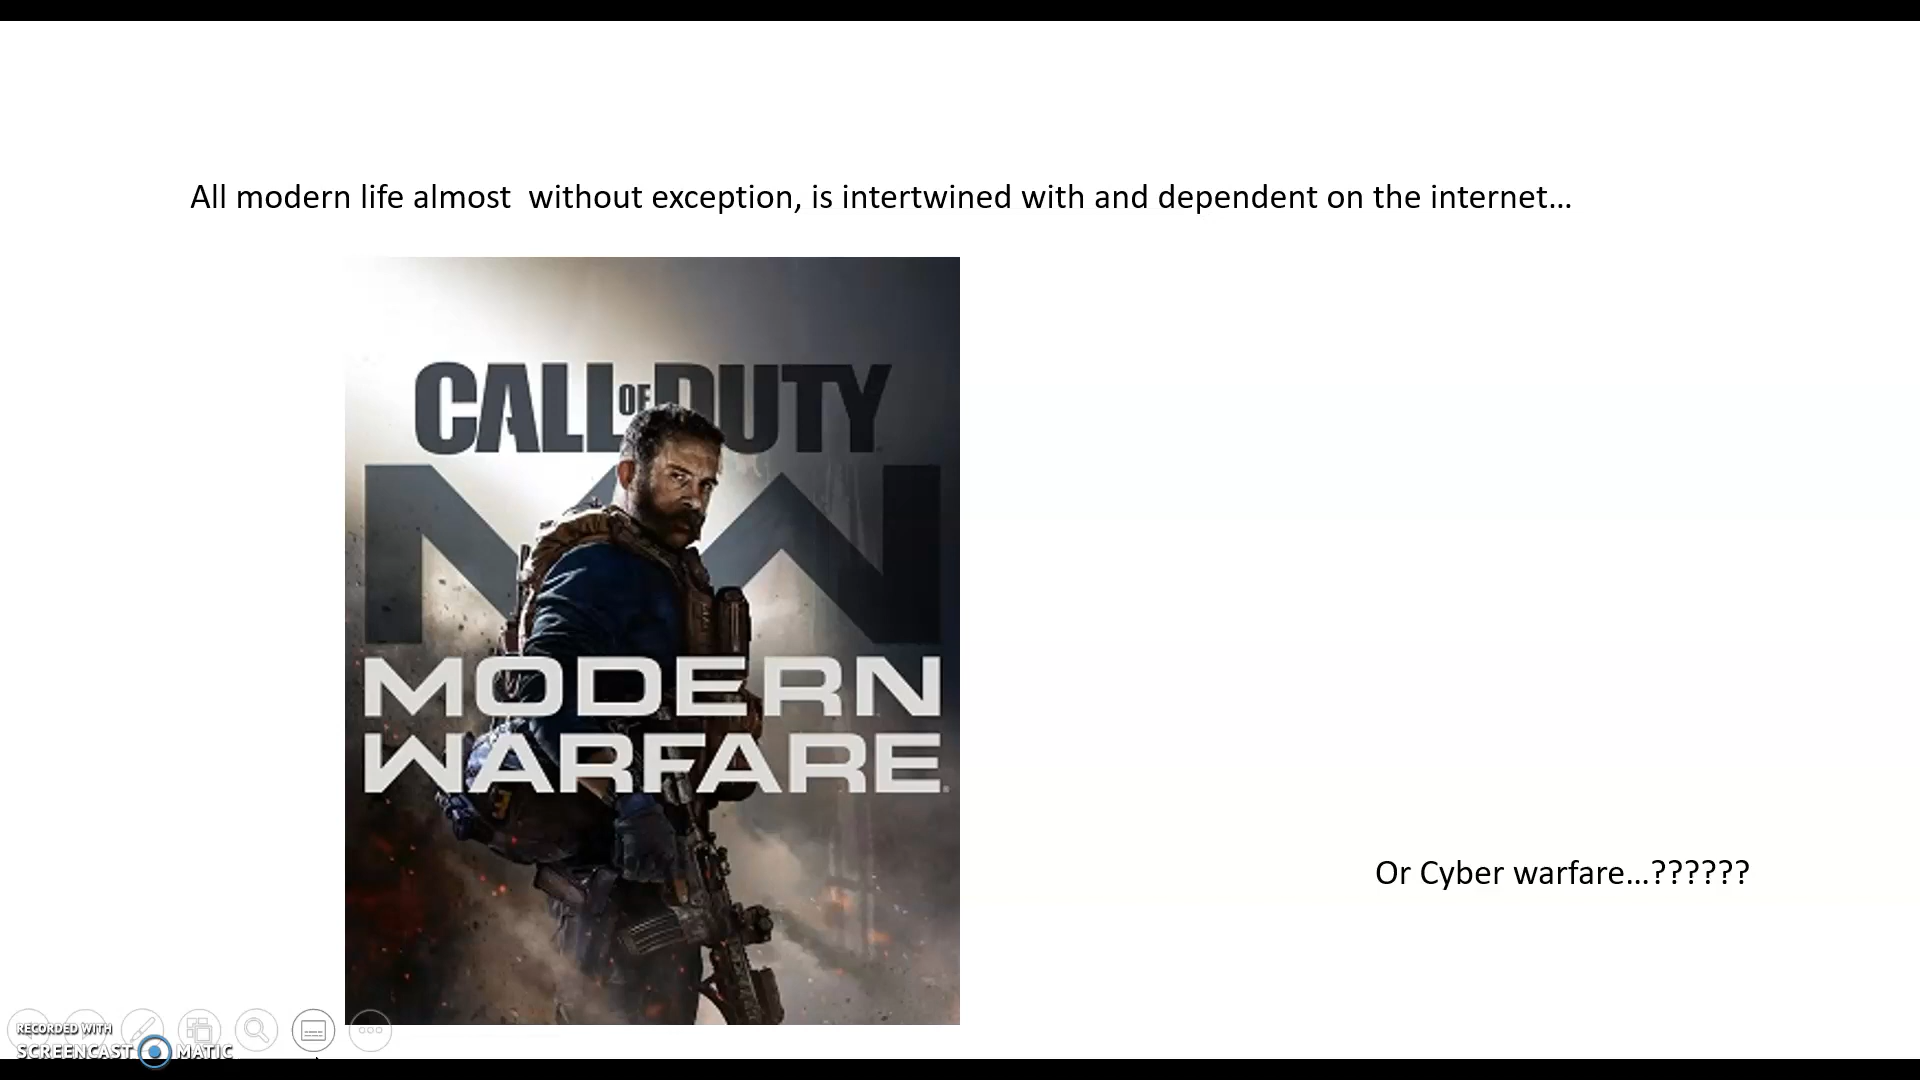 All modern life almost  without exception, is intertwined with and dependent on the internet…
CALL OF DUTY
MW
MODERN
WARFARE
Or Cyber warfare…??????
RECORDED WITH
SCREENCAST MATIC